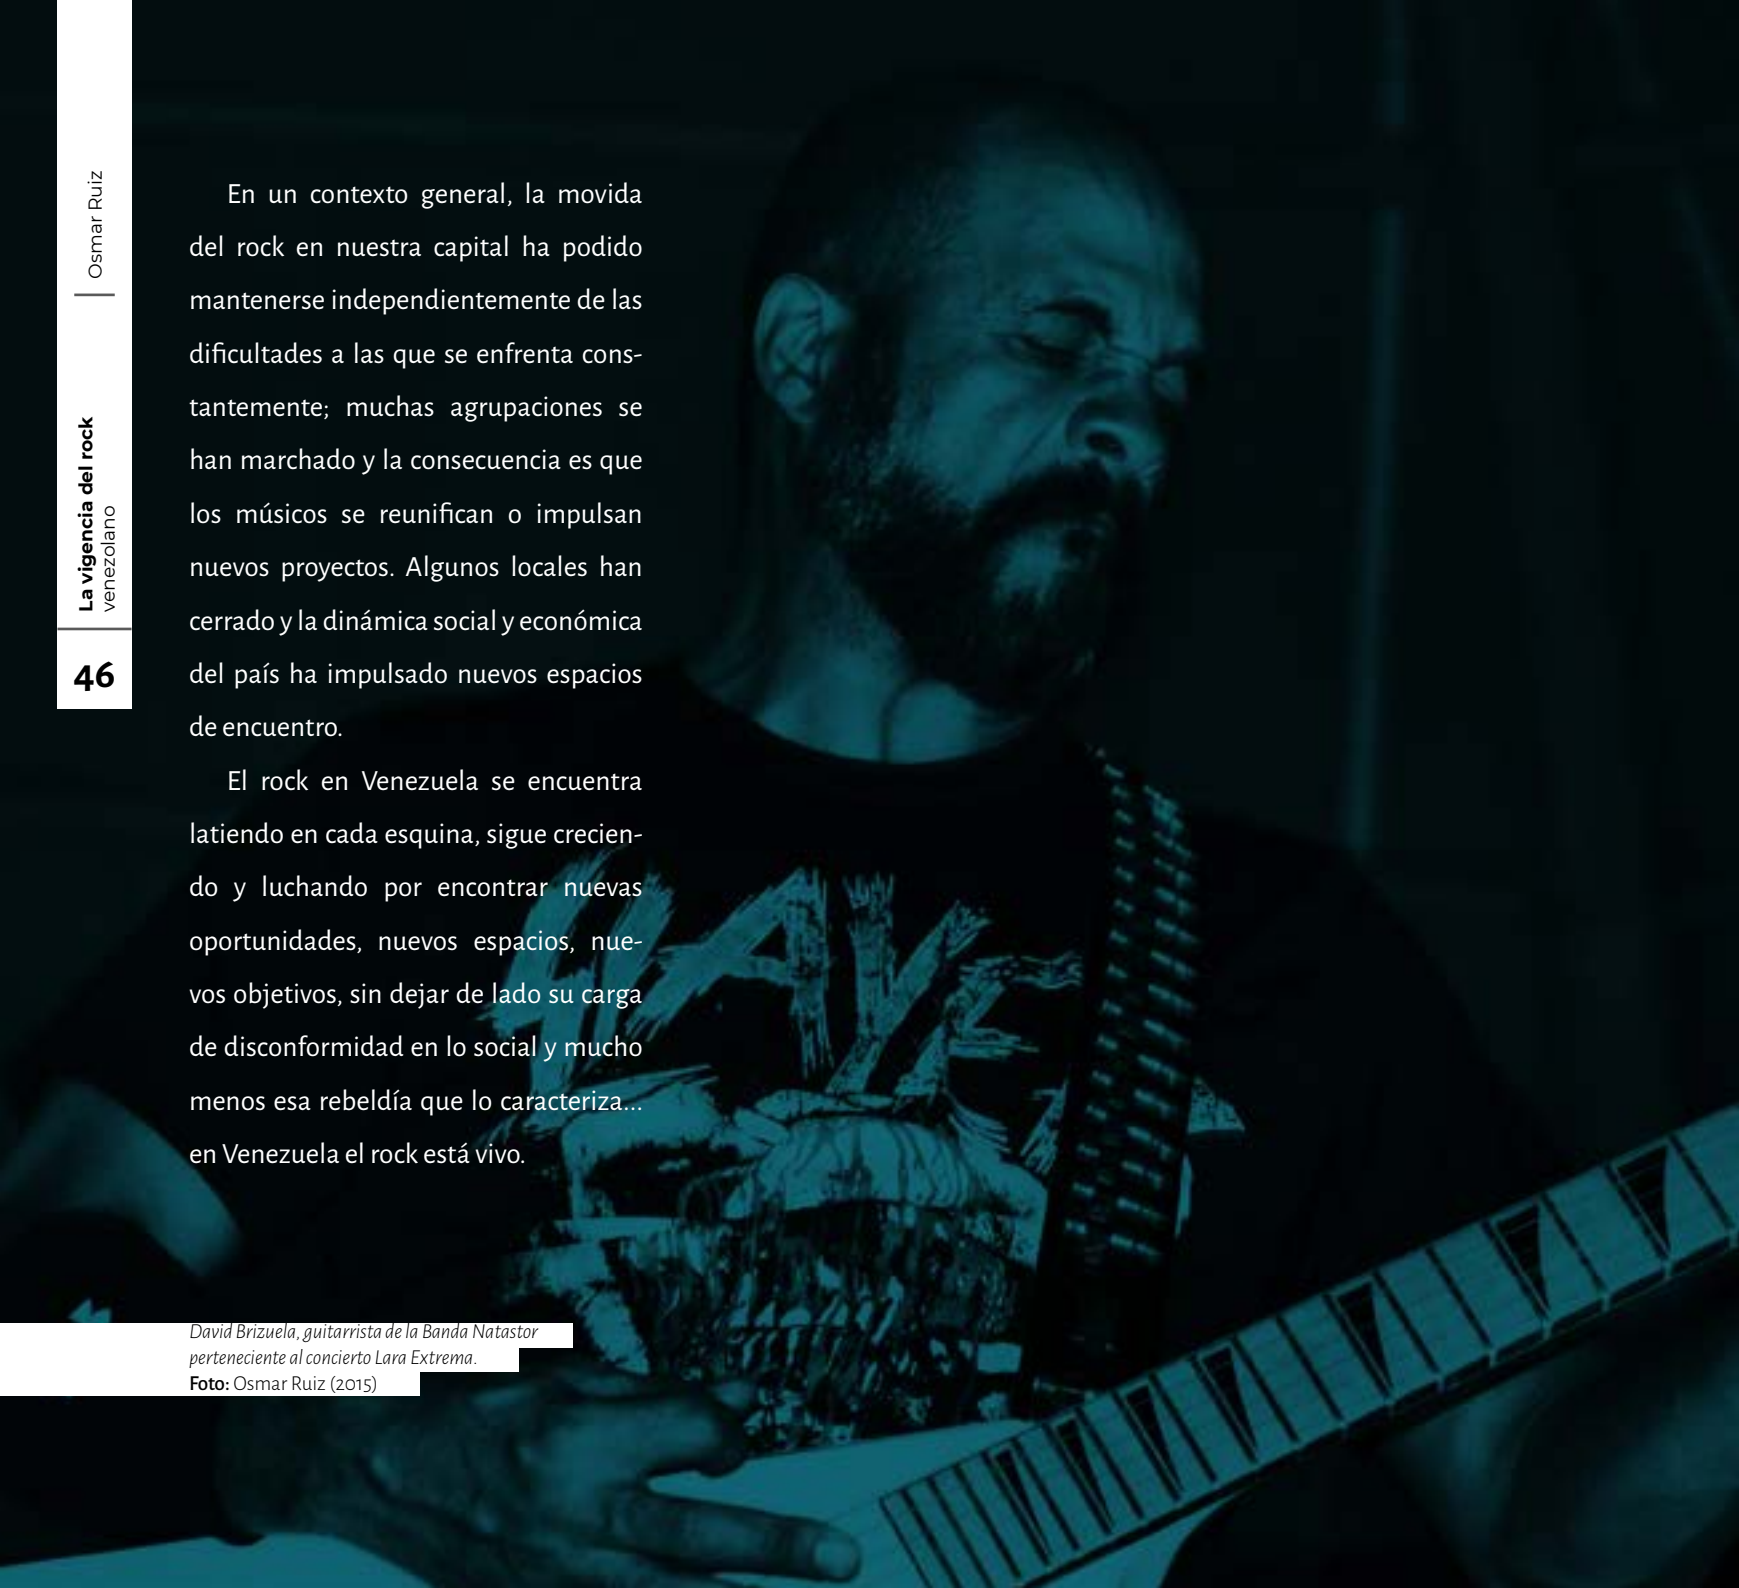 Osmar Ruiz
La vigencia del rock
venezolano
46
En un contexto general, la movida
del rock en nuestra capital ha podido
mantenerse independientemente de las
dificultades a las que se enfrenta cons-
tantemente; muchas agrupaciones se
han marchado y la consecuencia es que
los músicos se reunifican o impulsan
nuevos proyectos. Algunos locales han
cerrado y la dinámica social y económica
del país ha impulsado nuevos espacios
de encuentro.
El rock en Venezuela se encuentra
latiendo en cada esquina, sigue crecien-
do y luchando por encontrar nuevas
oportunidades, nuevos espacios, nue-
vos objetivos, sin dejar de lado su carga
de disconformidad en lo social y mucho
menos esa rebeldía que lo caracteriza...
en Venezuela el rock está vivo.
David Brizuela, guitarrista de la Banda Natastor
perteneciente al concierto Lara Extrema.
Foto: Osmar Ruiz (2015)